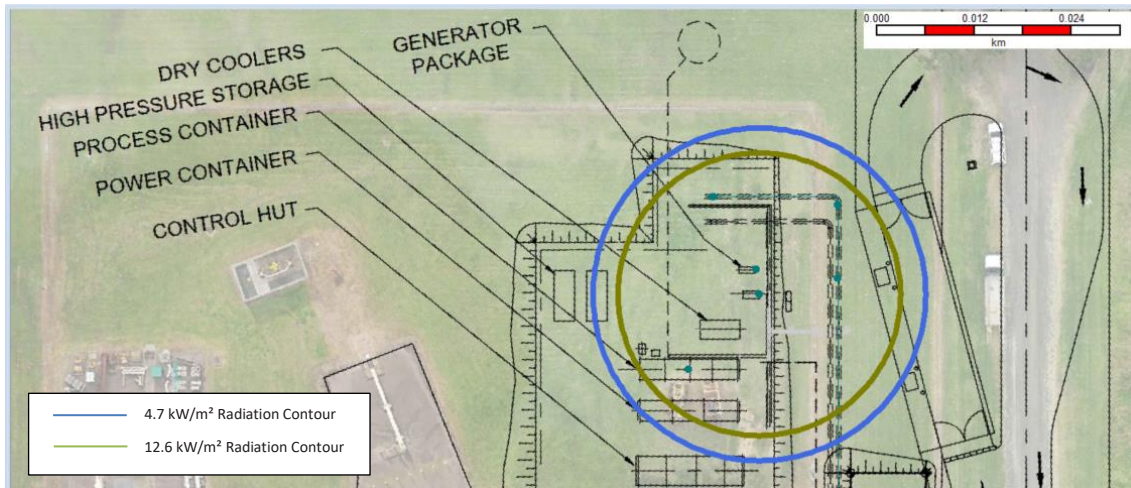 0.000 0.012 0.024
km
GENERATOR
PACKAGE
DRY COOLERS
HIGH PRESSURE STORAGE
PROCESS CONTAINER
POWER CONTAINER
CONTROL HUT
4.7 kW/m² Radiation Contour
12.6 kW/m² Radiation Contour